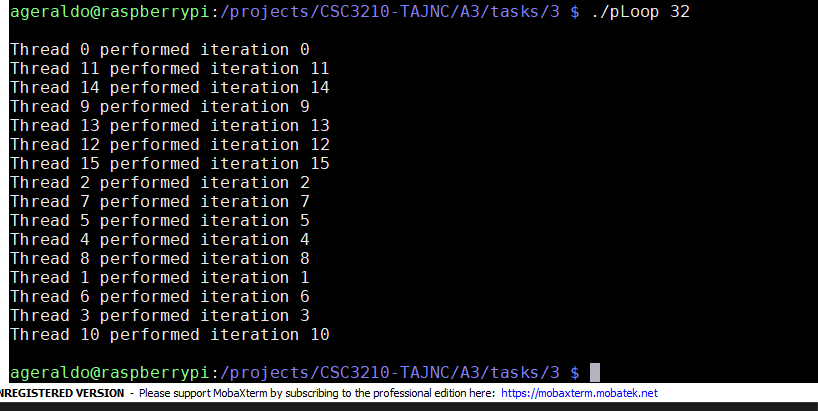 ageraldo@raspberrypi:/projects/CSC3210-TAJNC/A3/tasks/3 $ ./pLoop 32
Thread 0 performed iteration 0
Thread 11 performed iteration 11
Thread 14 performed iteration 14
Thread 9 performed iteration 9
Thread 13 performed iteration 13
Thread 12 performed iteration 12
Thread 15 performed iteration 15
Thread 2 performed iteration 2
Thread 7 performed iteration 7
Thread 5 performed iteration 5
Thread 4 performed iteration 4
Thread 8 performed iteration 8
Thread 1 performed iteration 1
Thread 6 performed iteration 6
Thread 3 performed iteration 3
Thread 10 performed iteration 10
ageraldo@raspberrypi:/projects/CSC3210-TAJNC/A3/tasks/3 $
NREGISTERED VERSION - Please support MobaXterm by subscribing to the professional edition here: https://mobaxterm.mobatek.net